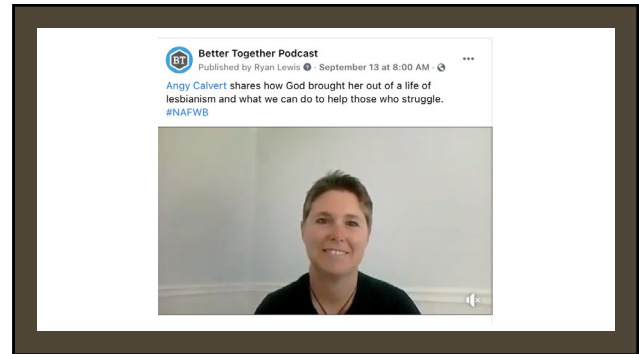 BT
Better Together Podcast
Published by Ryan Lewis · September 13 at 8:00 AM ·
Angy Calvert shares how God brought her out of a life of
lesbianism and what we can do to help those who struggle.
#NAFWB